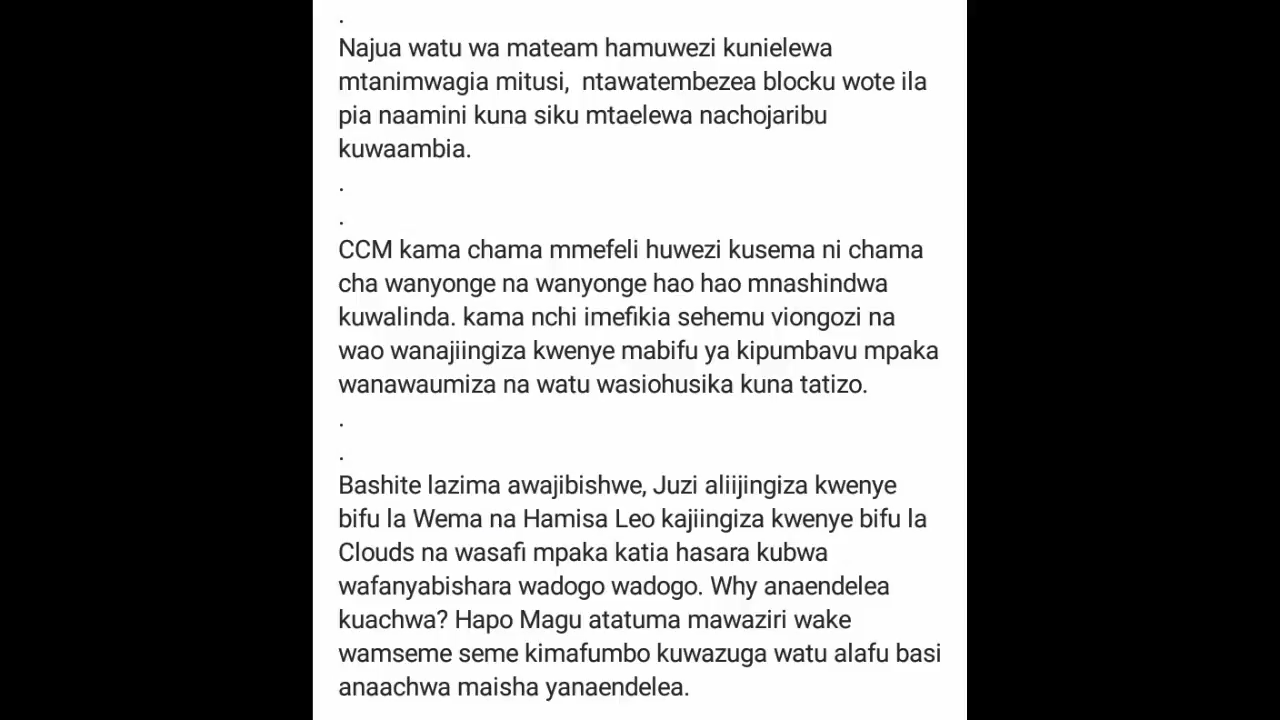 .
Najua watu wa mateam hamuwezi kunielewa
mtanimwagia mitusi, ntawatembezea blocku wote ila
pia naamini kuna siku mtaelewa nachojaribu
kuwaambia.
.
.
CCM kama chama mmefeli huwezi kusema ni chama
cha wanyonge na wanyonge hao hao mnashindwa
kuwalinda. kama nchi imefikia sehemu viongozi na
wao wanajiingiza kwenye mabifu ya kipumbavu mpaka
wanawaumiza na watu wasiohusika kuna tatizo.
.
.
Bashite lazima awajibishwe, Juzi aliijingiza kwenye
bifu la Wema na Hamisa Leo kajiingiza kwenye bifu la
Clouds na wasafi mpaka katia hasara kubwa
wafanyabishara wadogo wadogo. Why anaendelea
kuachwa? Hapo Magu atatuma mawaziri wake
wamseme seme kimafumbo kuwazuga watu alafu basi
anaachwa maisha yanaendelea.